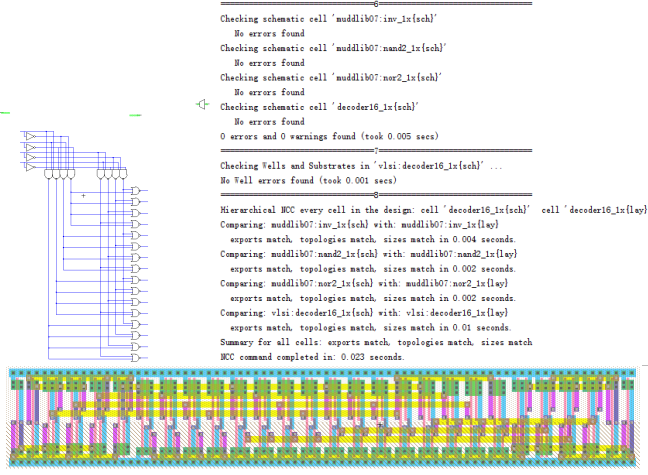 6
Checking schematic cell 'muddlib07:inv_1x{sch}'
No errors found
Checking schematic cell 'muddlib07:nand2_1x{sch}'
No errors found
Checking schematic cell 'muddlib07:nor2_1x{sch}'
No errors found
Checking schematic cell 'decoder16_1x{sch}'
No errors found
0 errors and 0 warnings found (took 0.005 secs)
7
Checking Wells and Substrates in 'vlsi:decoder16_1x{sch}' ...
No Well errors found (took 0.001 secs)
8
Hierarchical NCC every cell in the design: cell 'decoder16_1x{sch}' cell 'decoder16_1x{lay}
Comparing: muddlib07:inv_1x{sch} with: muddlib07:inv_1x{lay}
exports match, topologies match, sizes match in 0.004 seconds.
Comparing: muddlib07:nand2_1x{sch} with: muddlib07:nand2_1x{lay}
exports match, topologies match, sizes match in 0.002 seconds.
Comparing: muddlib07:nor2_1x{sch} with: muddlib07:nor2_1x{lay}
exports match, topologies match, sizes match in 0.002 seconds.
Comparing: vlsi:decoder16_1x{sch} with: vlsi:decoder16_1x{lay}
exports match, topologies match, sizes match in 0.01 seconds.
Summary for all cells: exports match, topologies match, sizes match
NCC command completed in: 0.023 seconds.